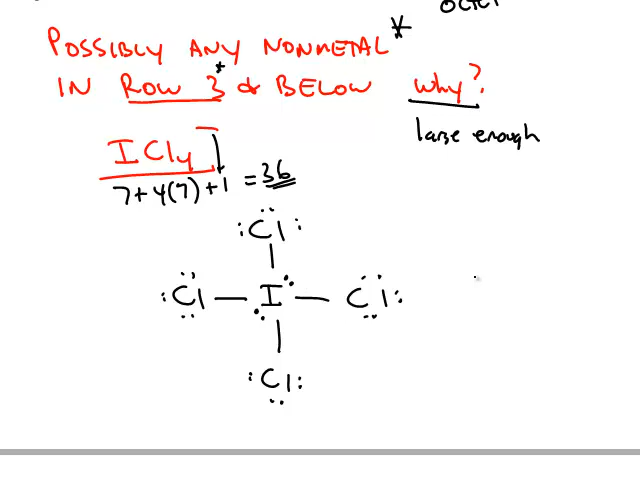 octet
POSSIBLY ANY NONMETAL *
IN ROW 3* & BELOW WHY?
large enough
ICl4 ‾
7+4(7)+1 = 36
:Cl:
:Cl — I — Cl:
:Cl: